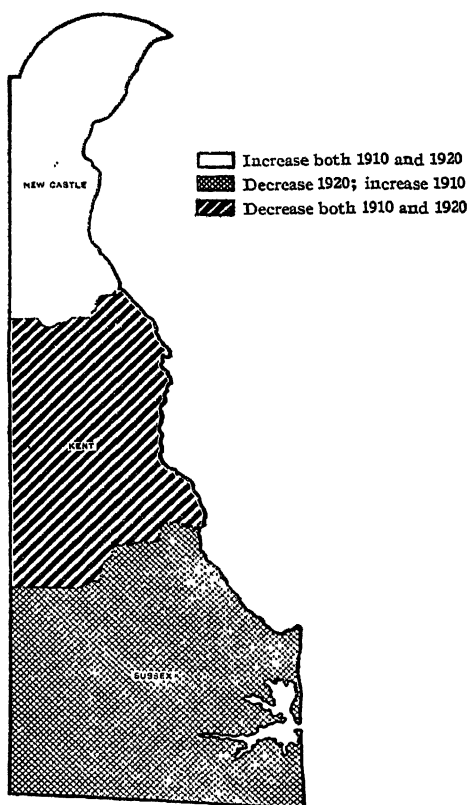 Increase both 1910 and 1920
NEW CASTLE
Decrease 1920; increase 1910
Decrease both 1910 and 1920
KENT
SUSSEX